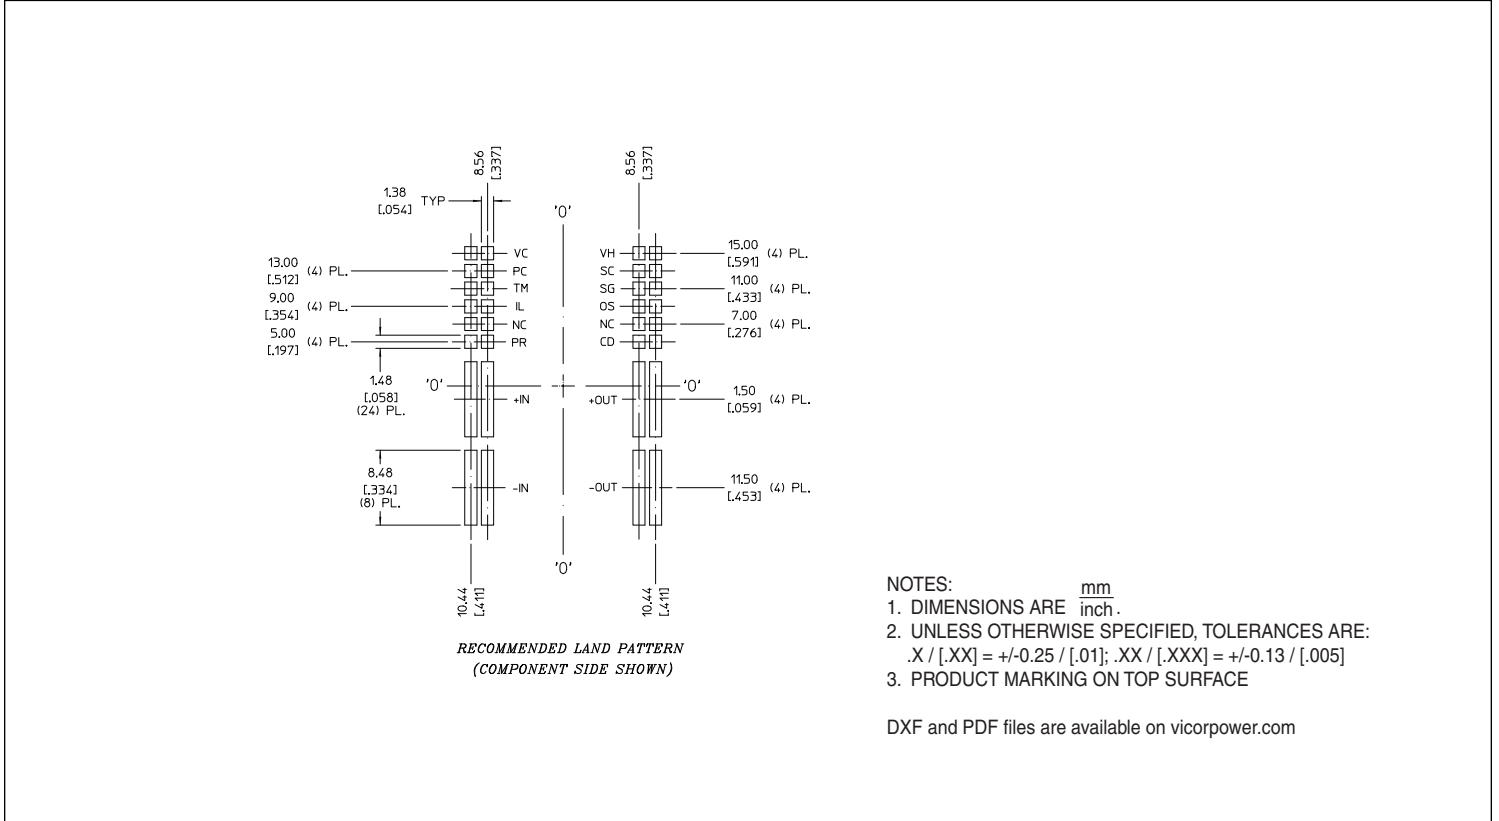 8.56
[.337]
8.56
[.337]
1.38
[.054]
TYP
'0'
VC
VH
15.00
[.591]
(4) PL.
13.00
[.512]
(4) PL.
PC
SC
TM
SG
11.00
[.433]
(4) PL.
9.00
[.354]
(4) PL.
IL
OS
NC
NC
7.00
[.276]
(4) PL.
5.00
[.197]
(4) PL.
PR
CD
1.48
[.058]
(24) PL.
'0'
'0'
+IN
+OUT
1.50
[.059]
(4) PL.
8.48
[.334]
(8) PL.
-IN
-OUT
11.50
[.453]
(4) PL.
'0'
10.44
[.411]
10.44
[.411]
RECOMMENDED LAND PATTERN
(COMPONENT SIDE SHOWN)
NOTES:
1. DIMENSIONS ARE mm
inch .
2. UNLESS OTHERWISE SPECIFIED, TOLERANCES ARE:
.X / [.XX] = +/-0.25 / [.01]; .XX / [.XXX] = +/-0.13 / [.005]
3. PRODUCT MARKING ON TOP SURFACE
DXF and PDF files are available on vicorpower.com